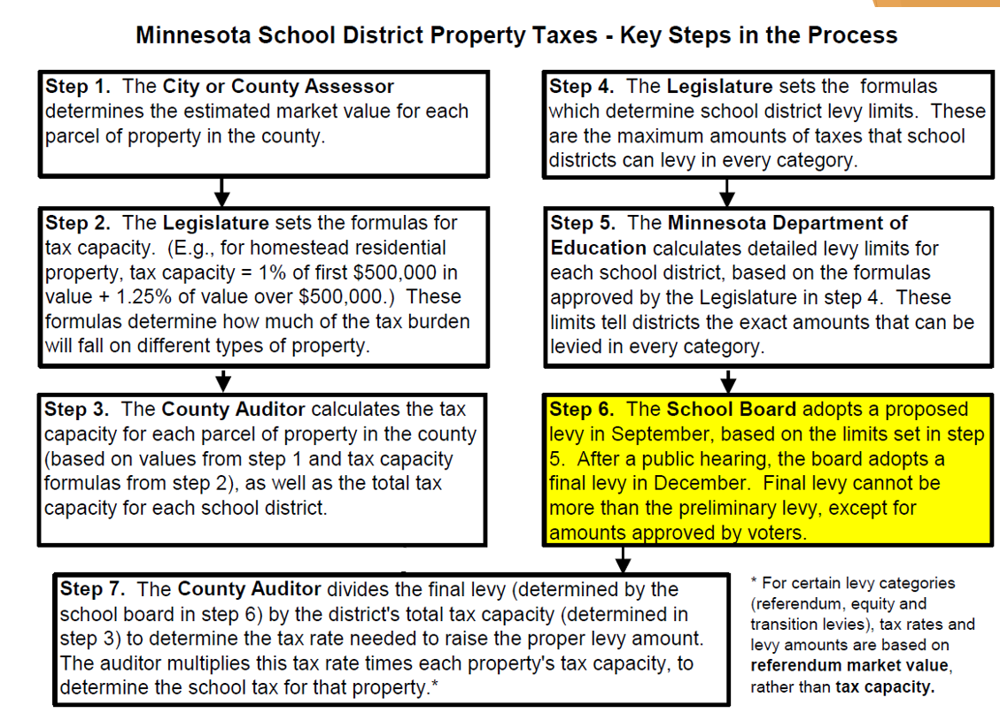 Minnesota School District Property Taxes - Key Steps in the Process
Step 1.  The City or County Assessor
determines the estimated market value for each
parcel of property in the county.
Step 2.  The Legislature sets the formulas for
tax capacity.  (E.g., for homestead residential
property, tax capacity = 1% of first $500,000 in
value + 1.25% of value over $500,000.)  These
formulas determine how much of the tax burden
will fall on different types of property.
Step 3.  The County Auditor calculates the tax
capacity for each parcel of property in the county
(based on values from step 1 and tax capacity
formulas from step 2), as well as the total tax
capacity for each school district.
Step 4.  The Legislature sets the  formulas
which determine school district levy limits.  These
are the maximum amounts of taxes that school
districts can levy in every category.
Step 5.  The Minnesota Department of
Education calculates detailed levy limits for
each school district, based on the formulas
approved by the Legislature in step 4.  These
limits tell districts the exact amounts that can be
levied in every category.
Step 6.  The School Board adopts a proposed
levy in September, based on the limits set in step
5.  After a public hearing, the board adopts a
final levy in December.  Final levy cannot be
more than the preliminary levy, except for
amounts approved by voters.
Step 7.  The County Auditor divides the final levy (determined by the
school board in step 6) by the district's total tax capacity (determined in
step 3) to determine the tax rate needed to raise the proper levy amount.
The auditor multiplies this tax rate times each property's tax capacity, to
determine the school tax for that property.*
* For certain levy categories
(referendum, equity and
transition levies), tax rates and
levy amounts are based on
referendum market value,
rather than tax capacity.